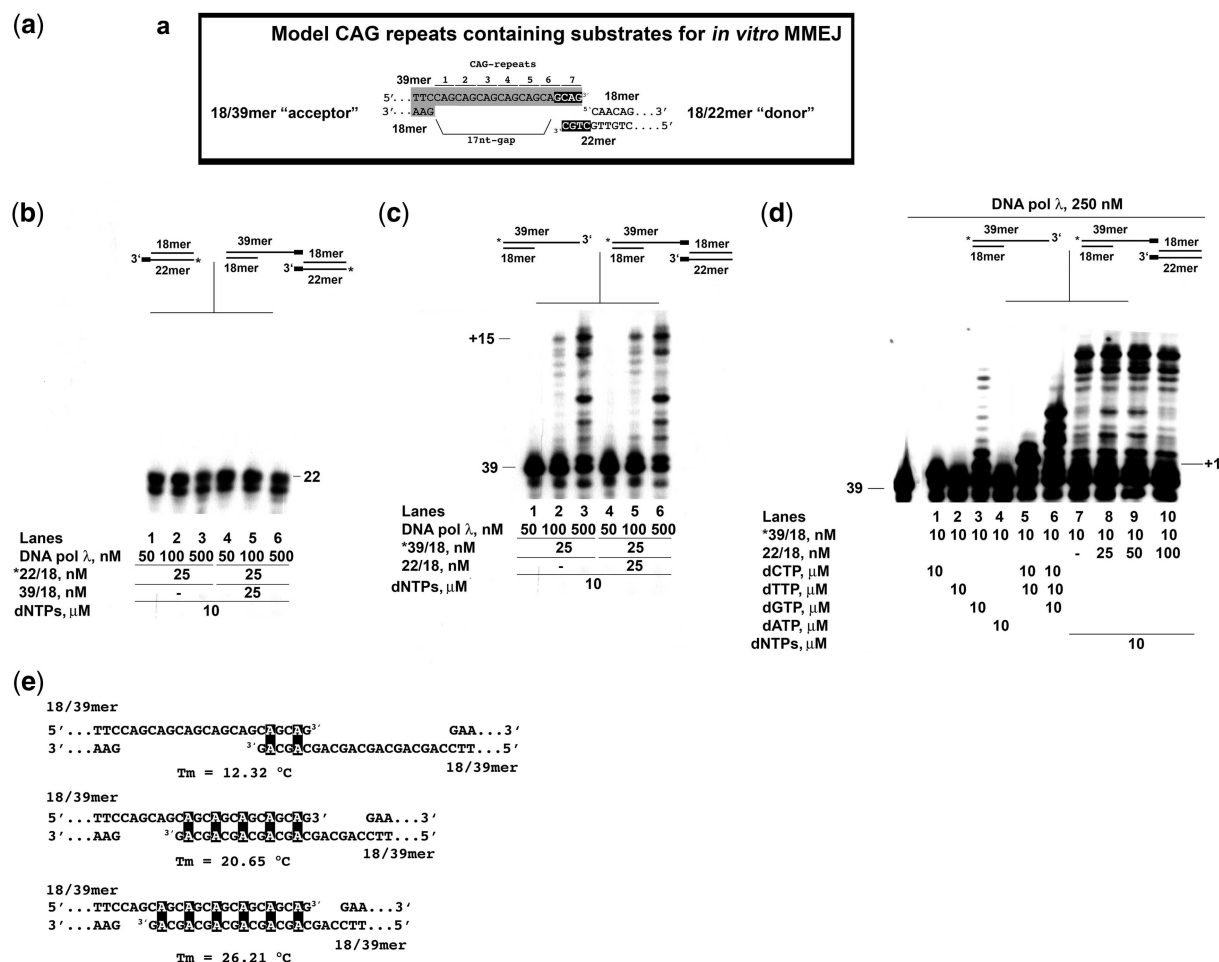 (a)
a
Model CAG repeats containing substrates for in vitro MMEJ
CAG-repeats
39mer 1 2 3 4 5 6 7
5'...TTCCAGCAGCAGCAGCAGCAGCAG3' 18mer
18/39mer “acceptor”
3'...AAG
5'CAACAG...3'
18/22mer “donor”
18mer
17nt-gap
3'CGTCGTTGTC....5'
22mer
(b)
18mer
3'
22mer
*
39mer
18mer
18mer
3'
22mer
*
22
1 2 3 4 5 6
Lanes
DNA pol λ, nM 50 100 500 50 100 500
*22/18, nM 25 25
39/18, nM - 25
dNTPs, μM 10
(c)
* 39mer 3'
18mer
* 39mer
18mer
18mer
3'
22mer
+15
39
Lanes 1 2 3 4 5 6
DNA pol λ, nM 50 100 500 50 100 500
*39/18, nM 25 25
22/18, nM - 25
dNTPs, μM 10
(d)
DNA pol λ, 250 nM
* 39mer 3'
18mer
* 39mer
18mer
18mer
3'
22mer
+1
39
Lanes 1 2 3 4 5 6 7 8 9 10
*39/18, nM 10 10 10 10 10 10 10 10 10 10
22/18, nM - 25 50 100
dCTP, μM 10 10 10
dTTP, μM 10 10 10
dGTP, μM 10 10
dATP, μM 10
dNTPs, μM 10
(e)
18/39mer
5'...TTCCAGCAGCAGCAGCAGCAGCAG3' GAA...3'
3'...AAG 3'GACGACGACGACGACGACGACCTT...5'
18/39mer
Tm = 12.32 °C
18/39mer
5'...TTCCAGCAGCAGCAGCAGCAGCAG3' GAA...3'
3'...AAG 3'GACGACGACGACGACGACGACCTT...5'
18/39mer
Tm = 20.65 °C
18/39mer
5'...TTCCAGCAGCAGCAGCAGCAGCAG3' GAA...3'
3'...AAG 3'GACGACGACGACGACGACGACCTT...5'
18/39mer
Tm = 26.21 °C